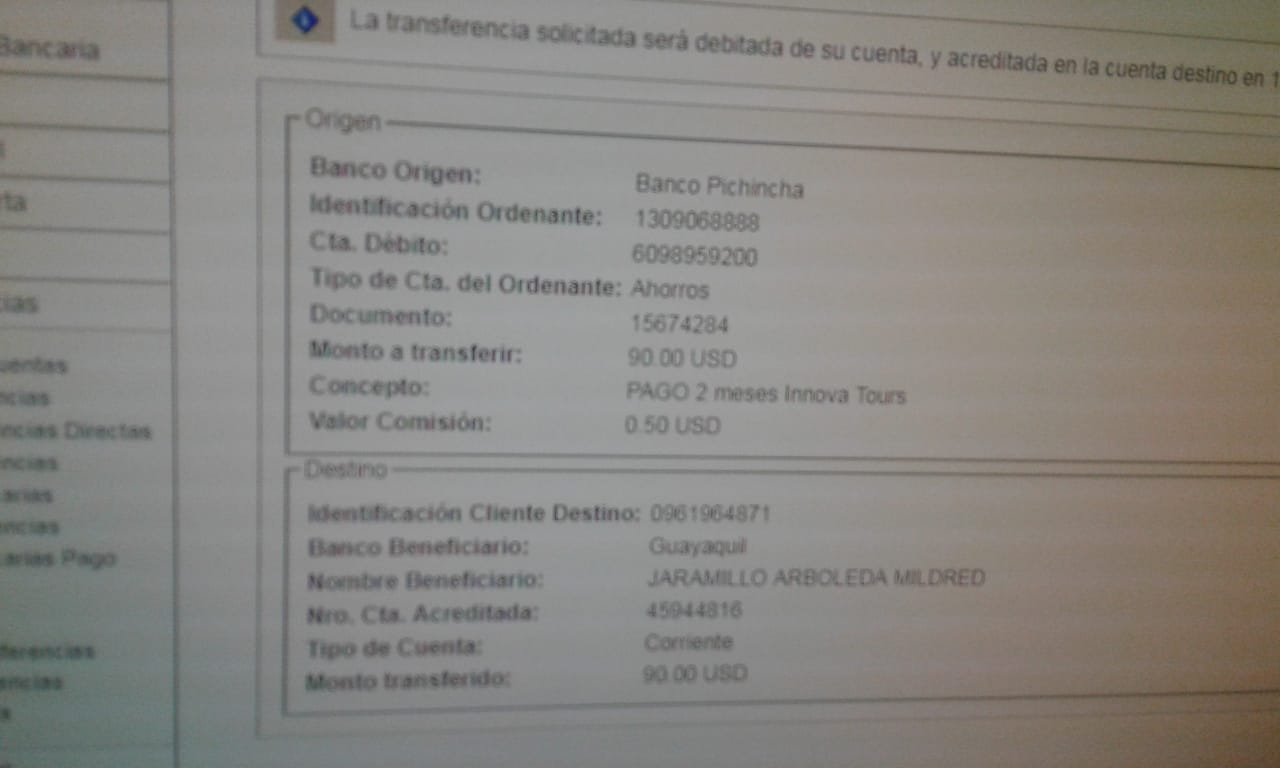 La transferencia solicitada será debitada de su cuenta, y acreditada en la cuenta destino en 1
Bancaria
Origen
Banco Origen: Banco Pichincha
Identificación Ordenante: 1309068888
Cta. Débito: 6098959200
Tipo de Cta. del Ordenante: Ahorros
Documento: 15674284
Monto a transferir: 90.00 USD
Concepto: PAGO 2 meses Innova Tours
Valor Comisión: 0.50 USD
Destino
Identificación Cliente Destino: 0961964871
Banco Beneficiario: Guayaquil
Nombre Beneficiario: JARAMILLO ARBOLEDA MILDRED
Nro. Cta. Acreditada: 45944816
Tipo de Cuenta: Corriente
Monto transferido: 90.00 USD
rta
cias
uentas
ncias
ncias Directas
ncias
arias
encias
arias Pago
ferencias
encias
a